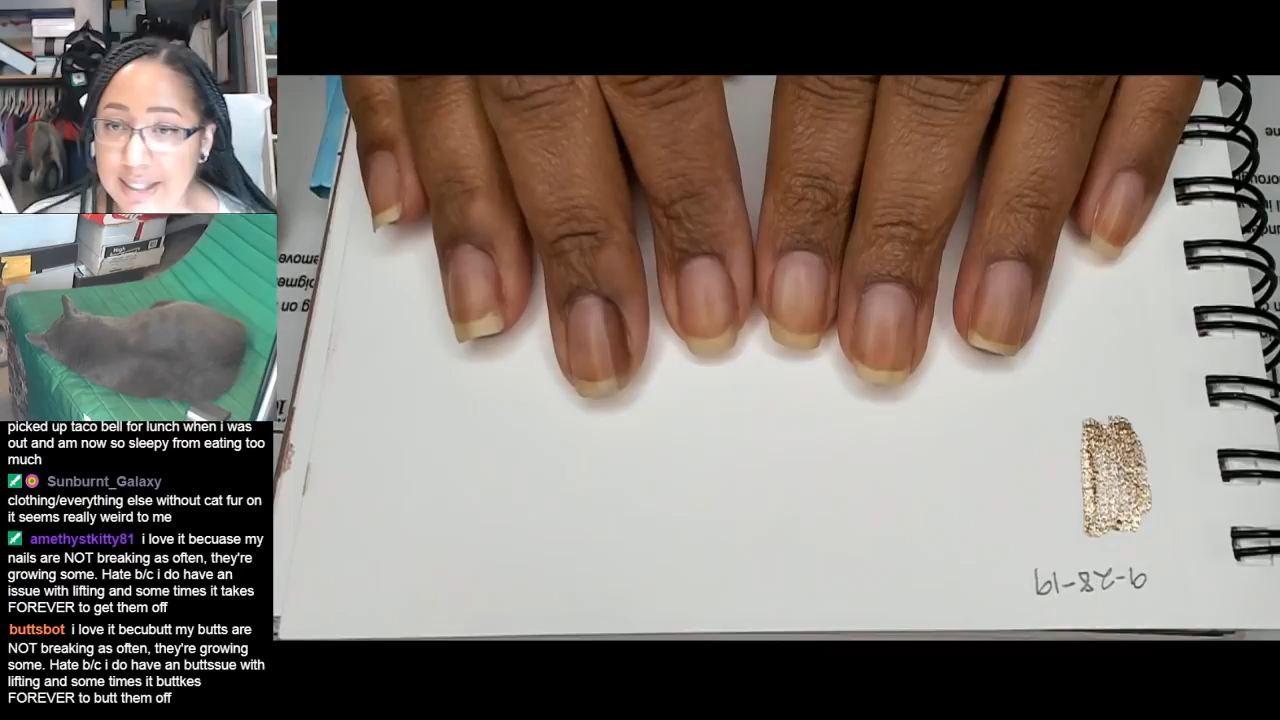 High
picked up taco bell for lunch when i was
out and am now so sleepy from eating too
much
Sunburnt_Galaxy
clothing/everything else without cat fur on
it seems really weird to me
amethystkitty81 i love it becuase my
nails are NOT breaking as often, they're
growing some. Hate b/c i do have an
issue with lifting and some times it takes
FOREVER to get them off
buttsbot i love it becubutt my butts are
NOT breaking as often, they're growing
some. Hate b/c i do have an buttssue with
lifting and some times it buttkes
FOREVER to butt them off
emove
9-28-19